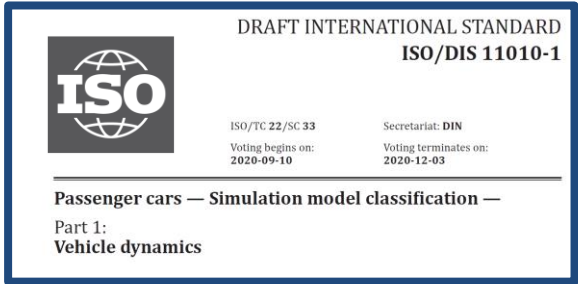 DRAFT INTERNATIONAL STANDARD
ISO/DIS 11010-1
ISO
ISO/TC 22/SC 33
Secretariat: DIN
Voting begins on:
2020-09-10
Voting terminates on:
2020-12-03
Passenger cars — Simulation model classification —
Part 1:
Vehicle dynamics